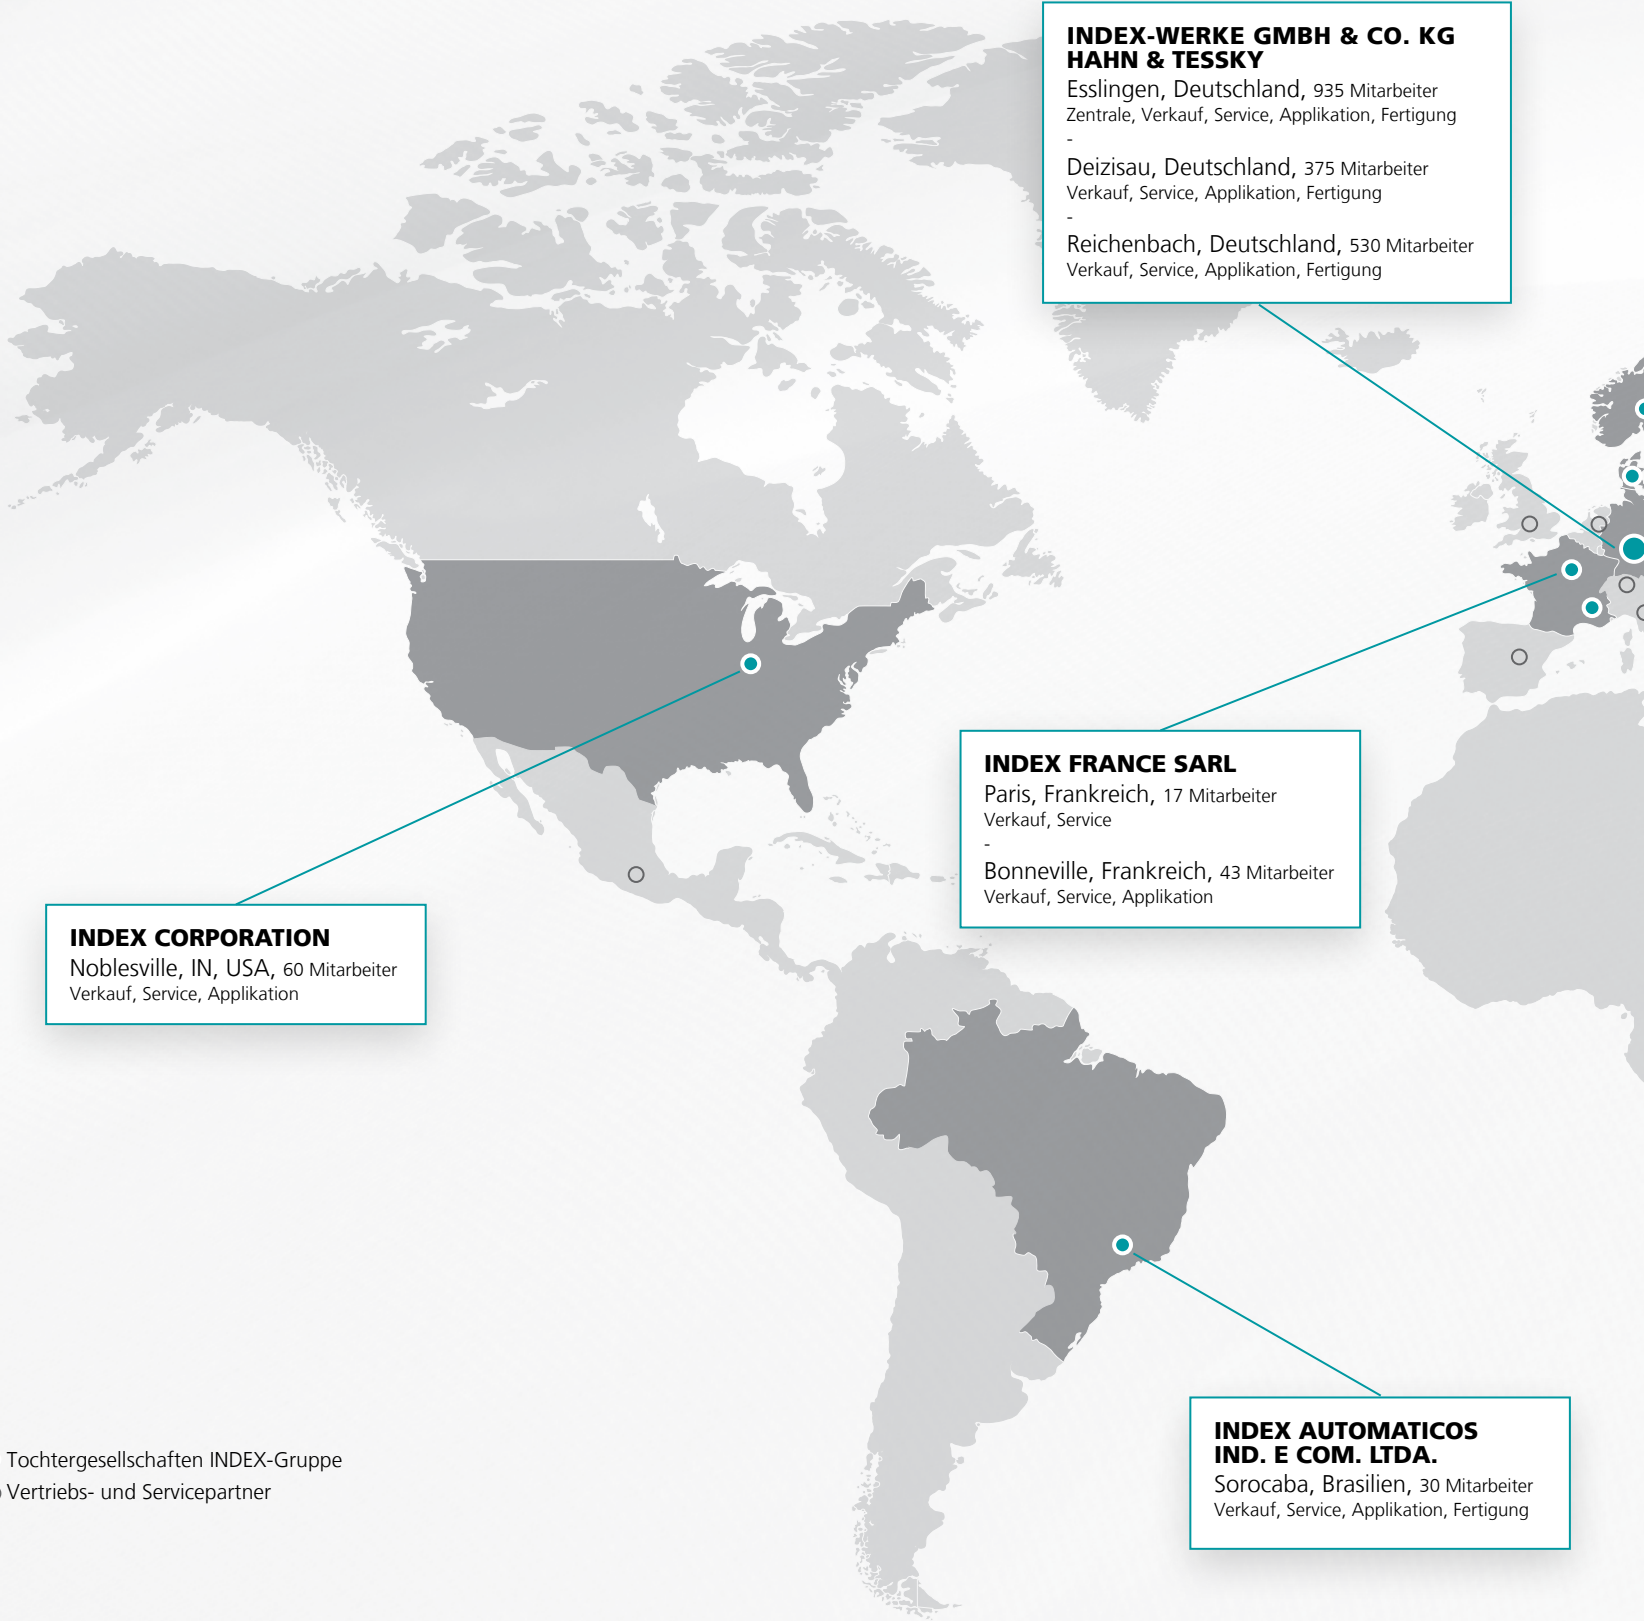 INDEX-WERKE GMBH & CO. KG
HAHN & TESSKY
Esslingen, Deutschland, 935 Mitarbeiter
Zentrale, Verkauf, Service, Applikation, Fertigung
-
Deizisau, Deutschland, 375 Mitarbeiter
Verkauf, Service, Applikation, Fertigung
-
Reichenbach, Deutschland, 530 Mitarbeiter
Verkauf, Service, Applikation, Fertigung
INDEX FRANCE SARL
Paris, Frankreich, 17 Mitarbeiter
Verkauf, Service
-
Bonneville, Frankreich, 43 Mitarbeiter
Verkauf, Service, Applikation
INDEX CORPORATION
Noblesville, IN, USA, 60 Mitarbeiter
Verkauf, Service, Applikation
INDEX AUTOMATICOS
IND. E COM. LTDA.
Sorocaba, Brasilien, 30 Mitarbeiter
Verkauf, Service, Applikation, Fertigung
Tochtergesellschaften INDEX-Gruppe
Vertriebs- und Servicepartner